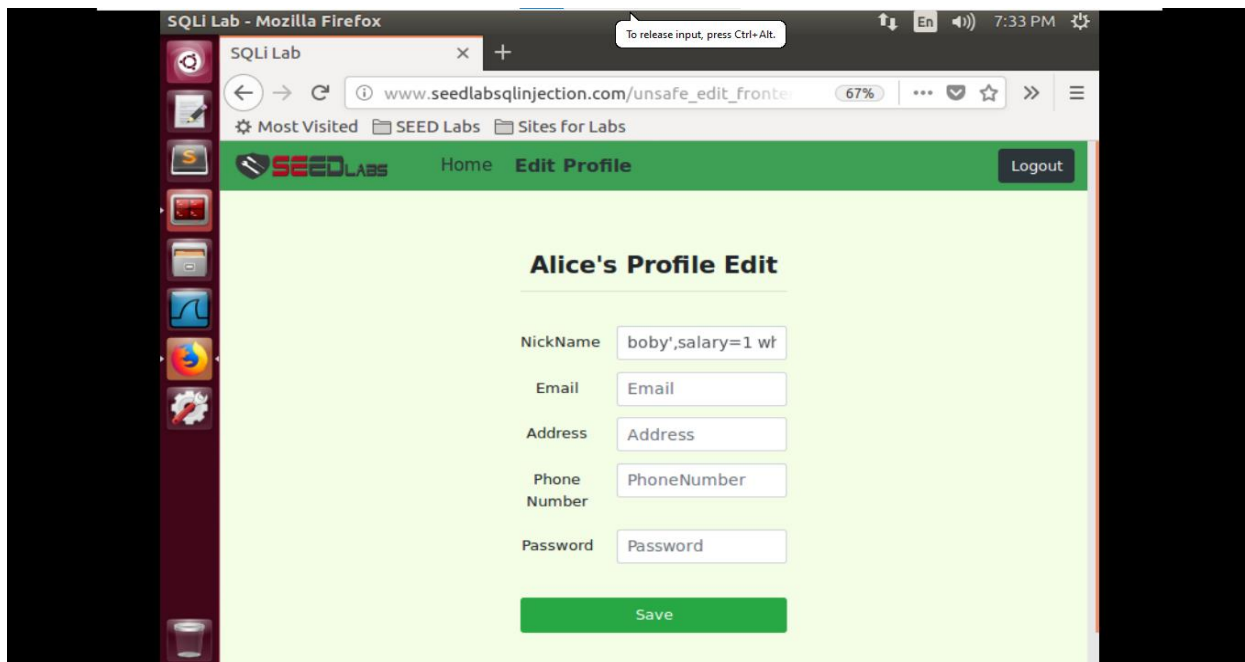 SQLi Lab - Mozilla Firefox
En
7:33 PM
To release input, press Ctrl+Alt.
SQLi Lab
www.seedlabsqlinjection.com/unsafe_edit_fronte
67%
Most Visited SEED Labs Sites for Labs
SEEDLABS Home Edit Profile Logout
Alice's Profile Edit
NickName boby',salary=1 wh
Email Email
Address Address
Phone Number PhoneNumber
Password Password
Save